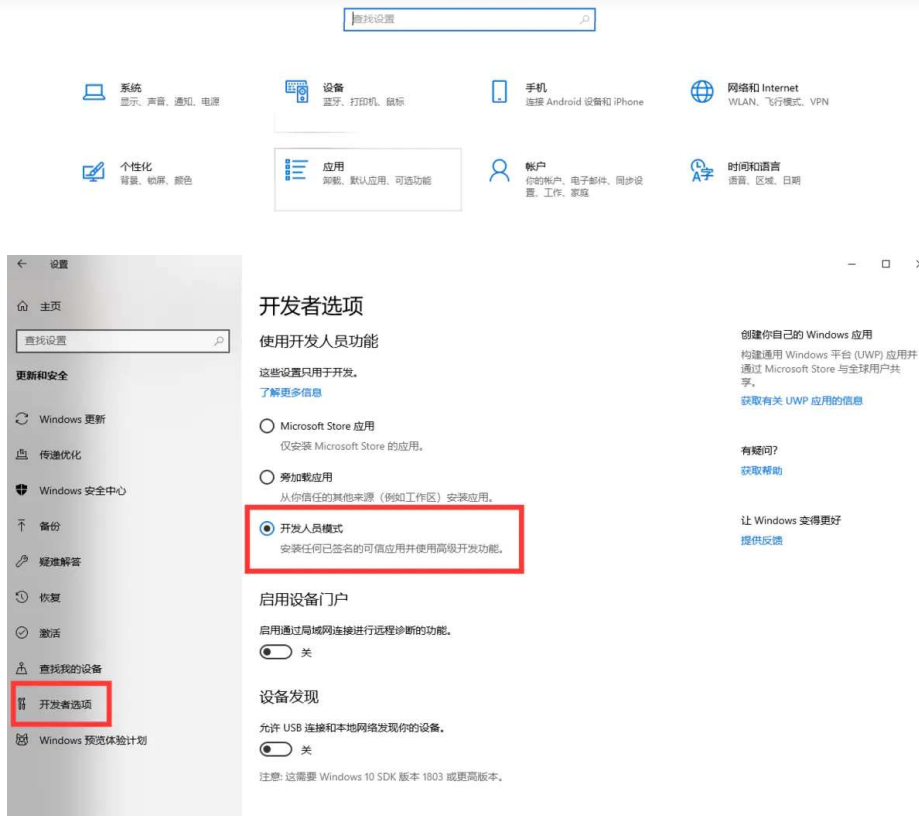 查找设置
系统
显示、声音、通知、电源
设备
蓝牙、打印机、鼠标
手机
连接 Android 设备和 iPhone
网络和 Internet
WLAN、飞行模式、VPN
个性化
背景、锁屏、颜色
应用
卸载、默认应用、可选功能
帐户
你的帐户、电子邮件、同步设
置、工作、家庭
时间和语言
语音、区域、日期
设置
主页
查找设置
更新和安全
Windows 更新
传递优化
Windows 安全中心
备份
疑难解答
恢复
激活
查找我的设备
开发者选项
Windows 预览体验计划
开发者选项
使用开发人员功能
这些设置只用于开发。
了解更多信息
Microsoft Store 应用
仅安装 Microsoft Store 的应用。
旁加载应用
从你信任的其他来源（例如工作区）安装应用。
开发人员模式
安装任何已签名的可信应用并使用高级开发功能。
启用设备门户
启用通过局域网连接进行远程诊断的功能。
关
设备发现
允许 USB 连接和本地网络发现你的设备。
关
注意: 这需要 Windows 10 SDK 版本 1803 或更高版本。
创建你自己的 Windows 应用
构建通用 Windows 平台 (UWP) 应用并
通过 Microsoft Store 与全球用户共
享。
获取有关 UWP 应用的信息
有疑问?
获取帮助
让 Windows 变得更好
提供反馈